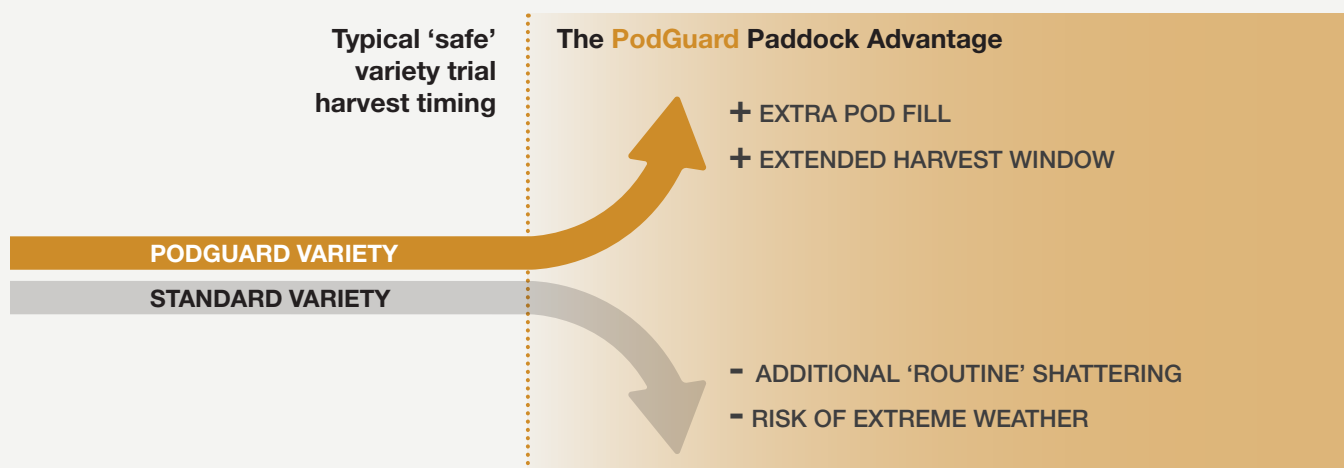 Typical ‘safe’
variety trial
harvest timing
The PodGuard Paddock Advantage
+ EXTRA POD FILL
+ EXTENDED HARVEST WINDOW
PODGUARD VARIETY
STANDARD VARIETY
- ADDITIONAL ‘ROUTINE’ SHATTERING
- RISK OF EXTREME WEATHER